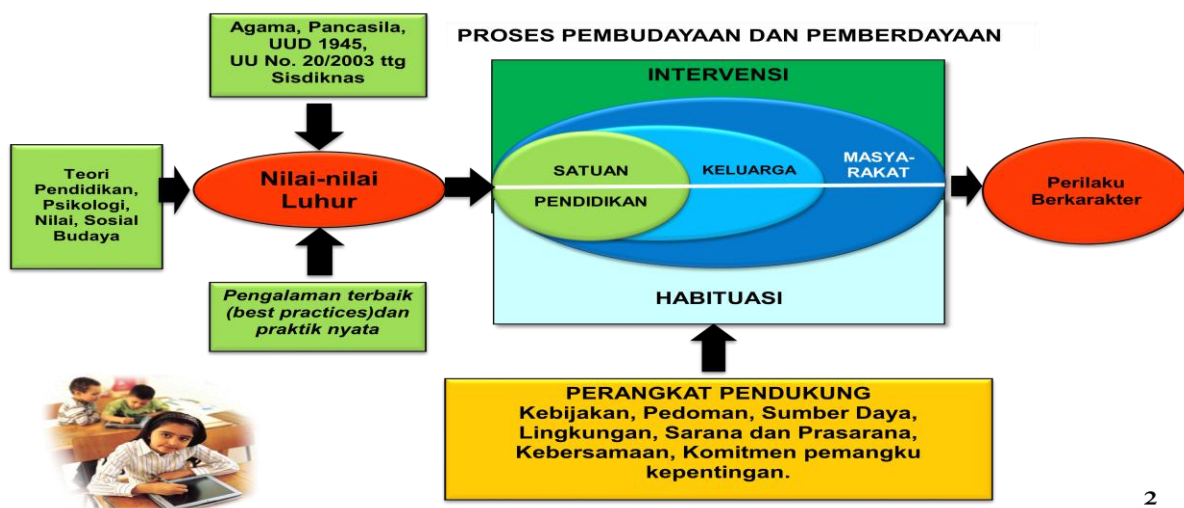 Agama, Pancasila,
UUD 1945,
UU No. 20/2003 ttg
Sisdiknas
PROSES PEMBUDAYAAN DAN PEMBERDAYAAN
INTERVENSI
Teori
Pendidikan,
Psikologi,
Nilai, Sosial
Budaya
Nilai-nilai
Luhur
SATUAN
PENDIDIKAN
KELUARGA
MASYA-
RAKAT
Perilaku
Berkarakter
Pengalaman terbaik
(best practices)dan
praktik nyata
HABITUASI
PERANGKAT PENDUKUNG
Kebijakan, Pedoman, Sumber Daya,
Lingkungan, Sarana dan Prasarana,
Kebersamaan, Komitmen pemangku
kepentingan.
2